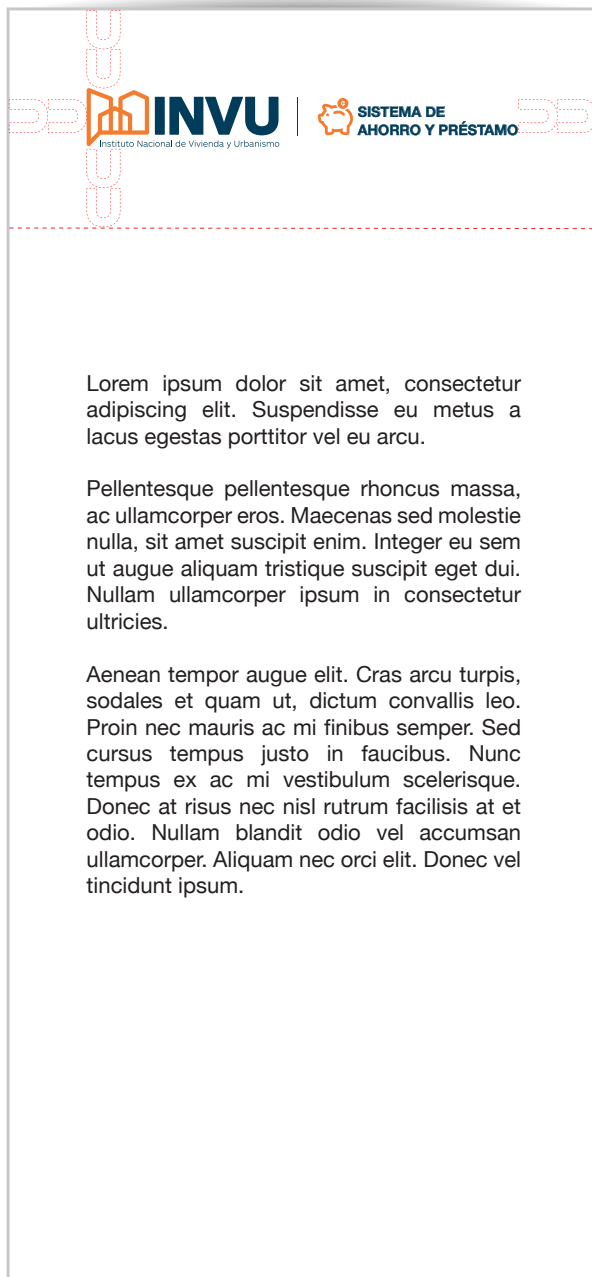 INVU
Instituto Nacional de Vivienda y Urbanismo
SISTEMA DE
AHORRO Y PRÉSTAMO
Lorem ipsum dolor sit amet, consectetur
adipiscing elit. Suspendisse eu metus a
lacus egestas porttitor vel eu arcu.
Pellentesque pellentesque rhoncus massa,
ac ullamcorper eros. Maecenas sed molestie
nulla, sit amet suscipit enim. Integer eu sem
ut augue aliquam tristique suscipit eget dui.
Nullam ullamcorper ipsum in consectetur
ultricies.
Aenean tempor augue elit. Cras arcu turpis,
sodales et quam ut, dictum convallis leo.
Proin nec mauris ac mi finibus semper. Sed
cursus tempus justo in faucibus. Nunc
tempus ex ac mi vestibulum scelerisque.
Donec at risus nec nisl rutrum facilisis at et
odio. Nullam blandit odio vel accumsan
ullamcorper. Aliquam nec orci elit. Donec vel
tincidunt ipsum.